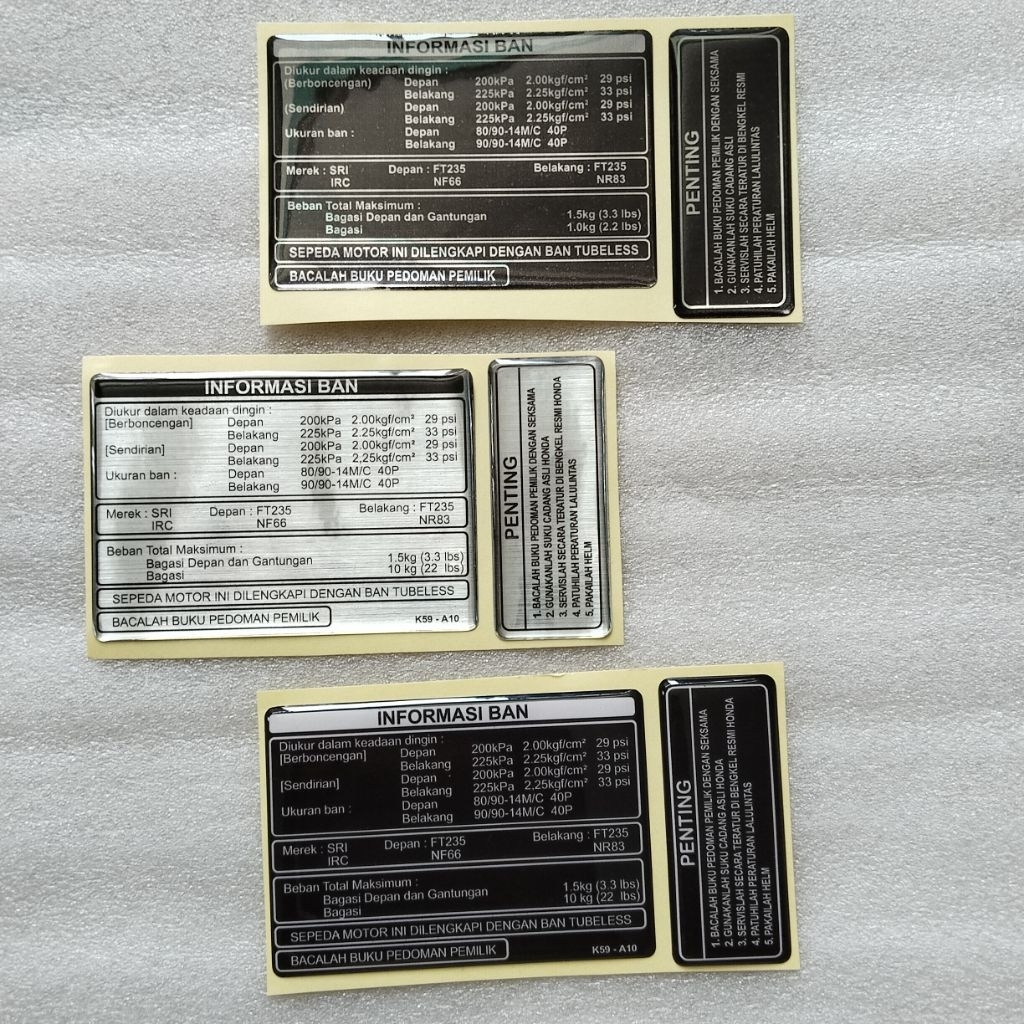 INFORMASI BAN
Diukur dalam keadaan dingin :
(Berboncengan) Depan 200kPa 2.00kgf/cm² 29 psi
Belakang 225kPa 2.25kgf/cm² 33 psi
(Sendirian) Depan 200kPa 2.00kgf/cm² 29 psi
Belakang 225kPa 2.25kgf/cm² 33 psi
Ukuran ban : Depan 80/90-14M/C 40P
Belakang 90/90-14M/C 40P
Merek : SRI Depan : FT235 Belakang : FT235
IRC NF66 NR83
Beban Total Maksimum :
Bagasi Depan dan Gantungan 1.5kg (3.3 lbs)
Bagasi 1.0kg (2.2 lbs)
SEPEDA MOTOR INI DILENGKAPI DENGAN BAN TUBELESS
BACALAH BUKU PEDOMAN PEMILIK
PENTING
1. BACALAH BUKU PEDOMAN PEMILIK DENGAN SEKSAMA
2. GUNAKANLAH SUKU CADANG ASLI
3. SERVISLAH SECARA TERATUR DI BENGKEL RESMI
4. PATUHILAH PERATURAN LALULINTAS
5. PAKAILAH HELM
INFORMASI BAN
Diukur dalam keadaan dingin :
[Berboncengan] Depan 200kPa 2.00kgf/cm² 29 psi
Belakang 225kPa 2.25kgf/cm² 33 psi
[Sendirian] Depan 200kPa 2.00kgf/cm² 29 psi
Belakang 225kPa 2,25kgf/cm² 33 psi
Ukuran ban : Depan 80/90-14M/C 40P
Belakang 90/90-14M/C 40P
Merek : SRI Depan : FT235 Belakang : FT235
IRC NF66 NR83
Beban Total Maksimum :
Bagasi Depan dan Gantungan 1.5kg (3.3 lbs)
Bagasi 10 kg (22 lbs)
SEPEDA MOTOR INI DILENGKAPI DENGAN BAN TUBELESS
BACALAH BUKU PEDOMAN PEMILIK K59 - A10
PENTING
1. BACALAH BUKU PEDOMAN PEMILIK DENGAN SEKSAMA
2. GUNAKANLAH SUKU CADANG ASLI HONDA
3. SERVISLAH SECARA TERATUR DI BENGKEL RESMI HONDA
4. PATUHILAH PERATURAN LALULINTAS
5. PAKAILAH HELM
INFORMASI BAN
Diukur dalam keadaan dingin :
[Berboncengan] Depan 200kPa 2.00kgf/cm² 29 psi
Belakang 225kPa 2.25kgf/cm² 33 psi
[Sendirian] Depan 200kPa 2.00kgf/cm² 29 psi
Belakang 225kPa 2,25kgf/cm² 33 psi
Ukuran ban : Depan 80/90-14M/C 40P
Belakang 90/90-14M/C 40P
Merek : SRI Depan : FT235 Belakang : FT235
IRC NF66 NR83
Beban Total Maksimum :
Bagasi Depan dan Gantungan 1.5kg (3.3 lbs)
Bagasi 10 kg (22 lbs)
SEPEDA MOTOR INI DILENGKAPI DENGAN BAN TUBELESS
BACALAH BUKU PEDOMAN PEMILIK K59 - A10
PENTING
1. BACALAH BUKU PEDOMAN PEMILIK DENGAN SEKSAMA
2. GUNAKANLAH SUKU CADANG ASLI HONDA
3. SERVISLAH SECARA TERATUR DI BENGKEL RESMI HONDA
4. PATUHILAH PERATURAN LALULINTAS
5. PAKAILAH HELM